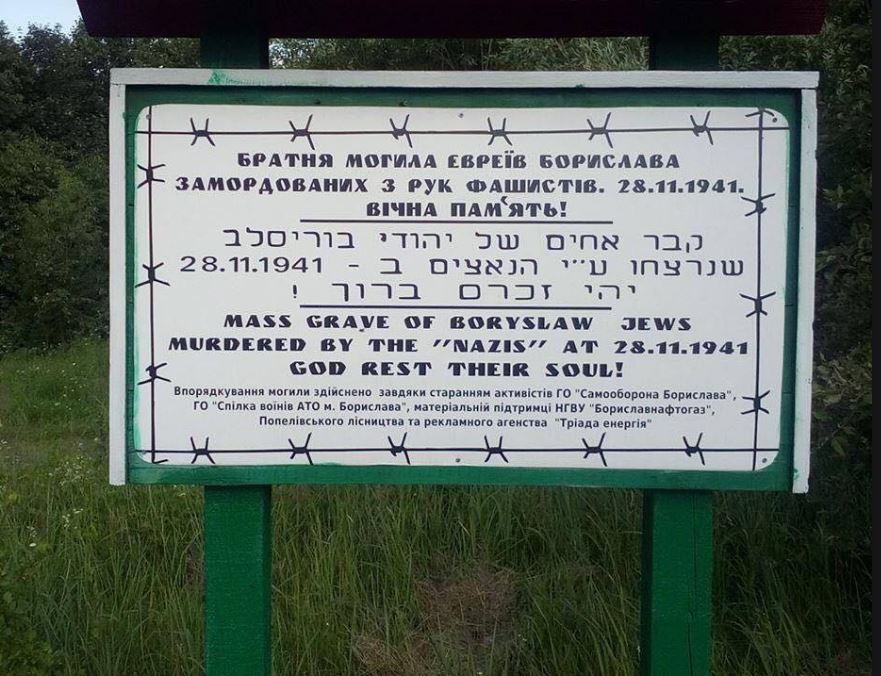 БРАТНЯ МОГИЛА ЕВРЕЇВ БОРИСЛАВА
ЗАМОРДОВАНИХ З РУК ФАШИСТІВ. 28.11.1941.
ВІЧНА ПАМ'ЯТЬ!
קבר אחים של יהודי בוריסלב
שנרצחו ע"י הנאצים ב - 28.11.1941
יהי זכרם ברוך !
MASS GRAVE OF BORYSLAW JEWS
MURDERED BY THE "NAZIS" AT 28.11.1941
GOD REST THEIR SOUL!
Впорядкування могили здійснено завдяки старанням активістів ГО "Самооборона Борислава",
ГО "Спілка воїнів АТО м. Борислава", матеріальній підтримці НГВУ "Бориславнафтогаз",
Попелівського лісництва та рекламного агенства "Тріада енергія"